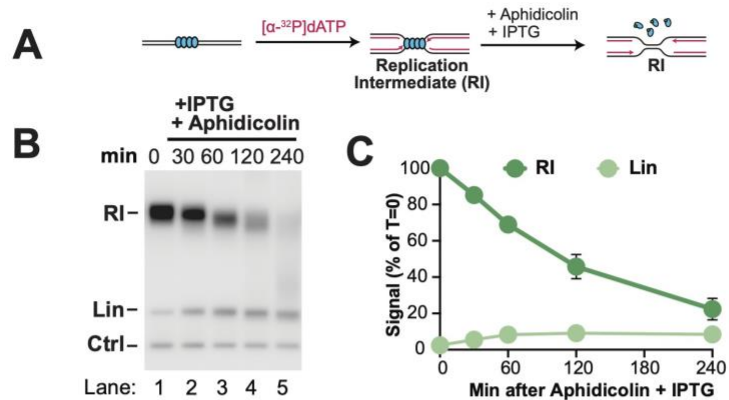 A
[α-³²P]dATP
+ Aphidicolin
+ IPTG
Replication
Intermediate (RI)
RI
B
+IPTG
+ Aphidicolin
min 0 30 60 120 240
RI
Lin
Ctrl
Lane: 1 2 3 4 5
C
RI
Lin
Signal (% of T=0)
100
80
60
40
20
0
0 60 120 180 240
Min after Aphidicolin + IPTG